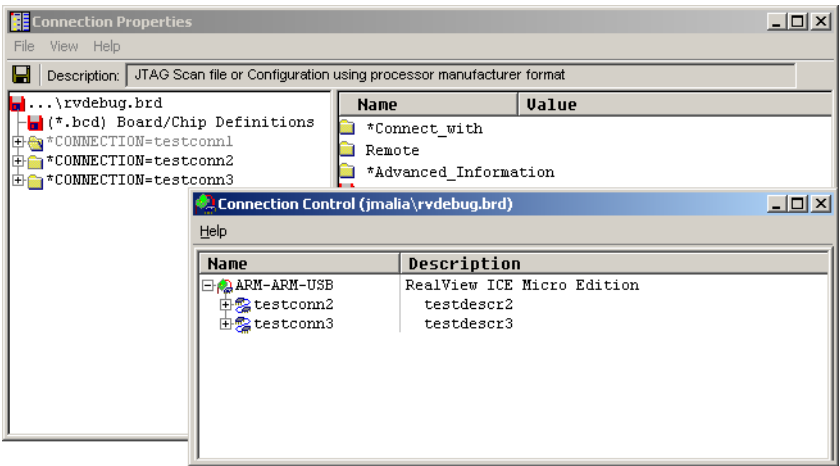 Connection Properties
File View Help
Description: JTAG Scan file or Configuration using processor manufacturer format
...\rvdebug.brd
(*.bcd) Board/Chip Definitions
*CONNECTION=testconn1
*CONNECTION=testconn2
*CONNECTION=testconn3
Name Value
*Connect_with
Remote
*Advanced_Information
Connection Control (jmalia\rvdebug.brd)
Help
Name Description
ARM-ARM-USB RealView ICE Micro Edition
testconn2 testdescr2
testconn3 testdescr3